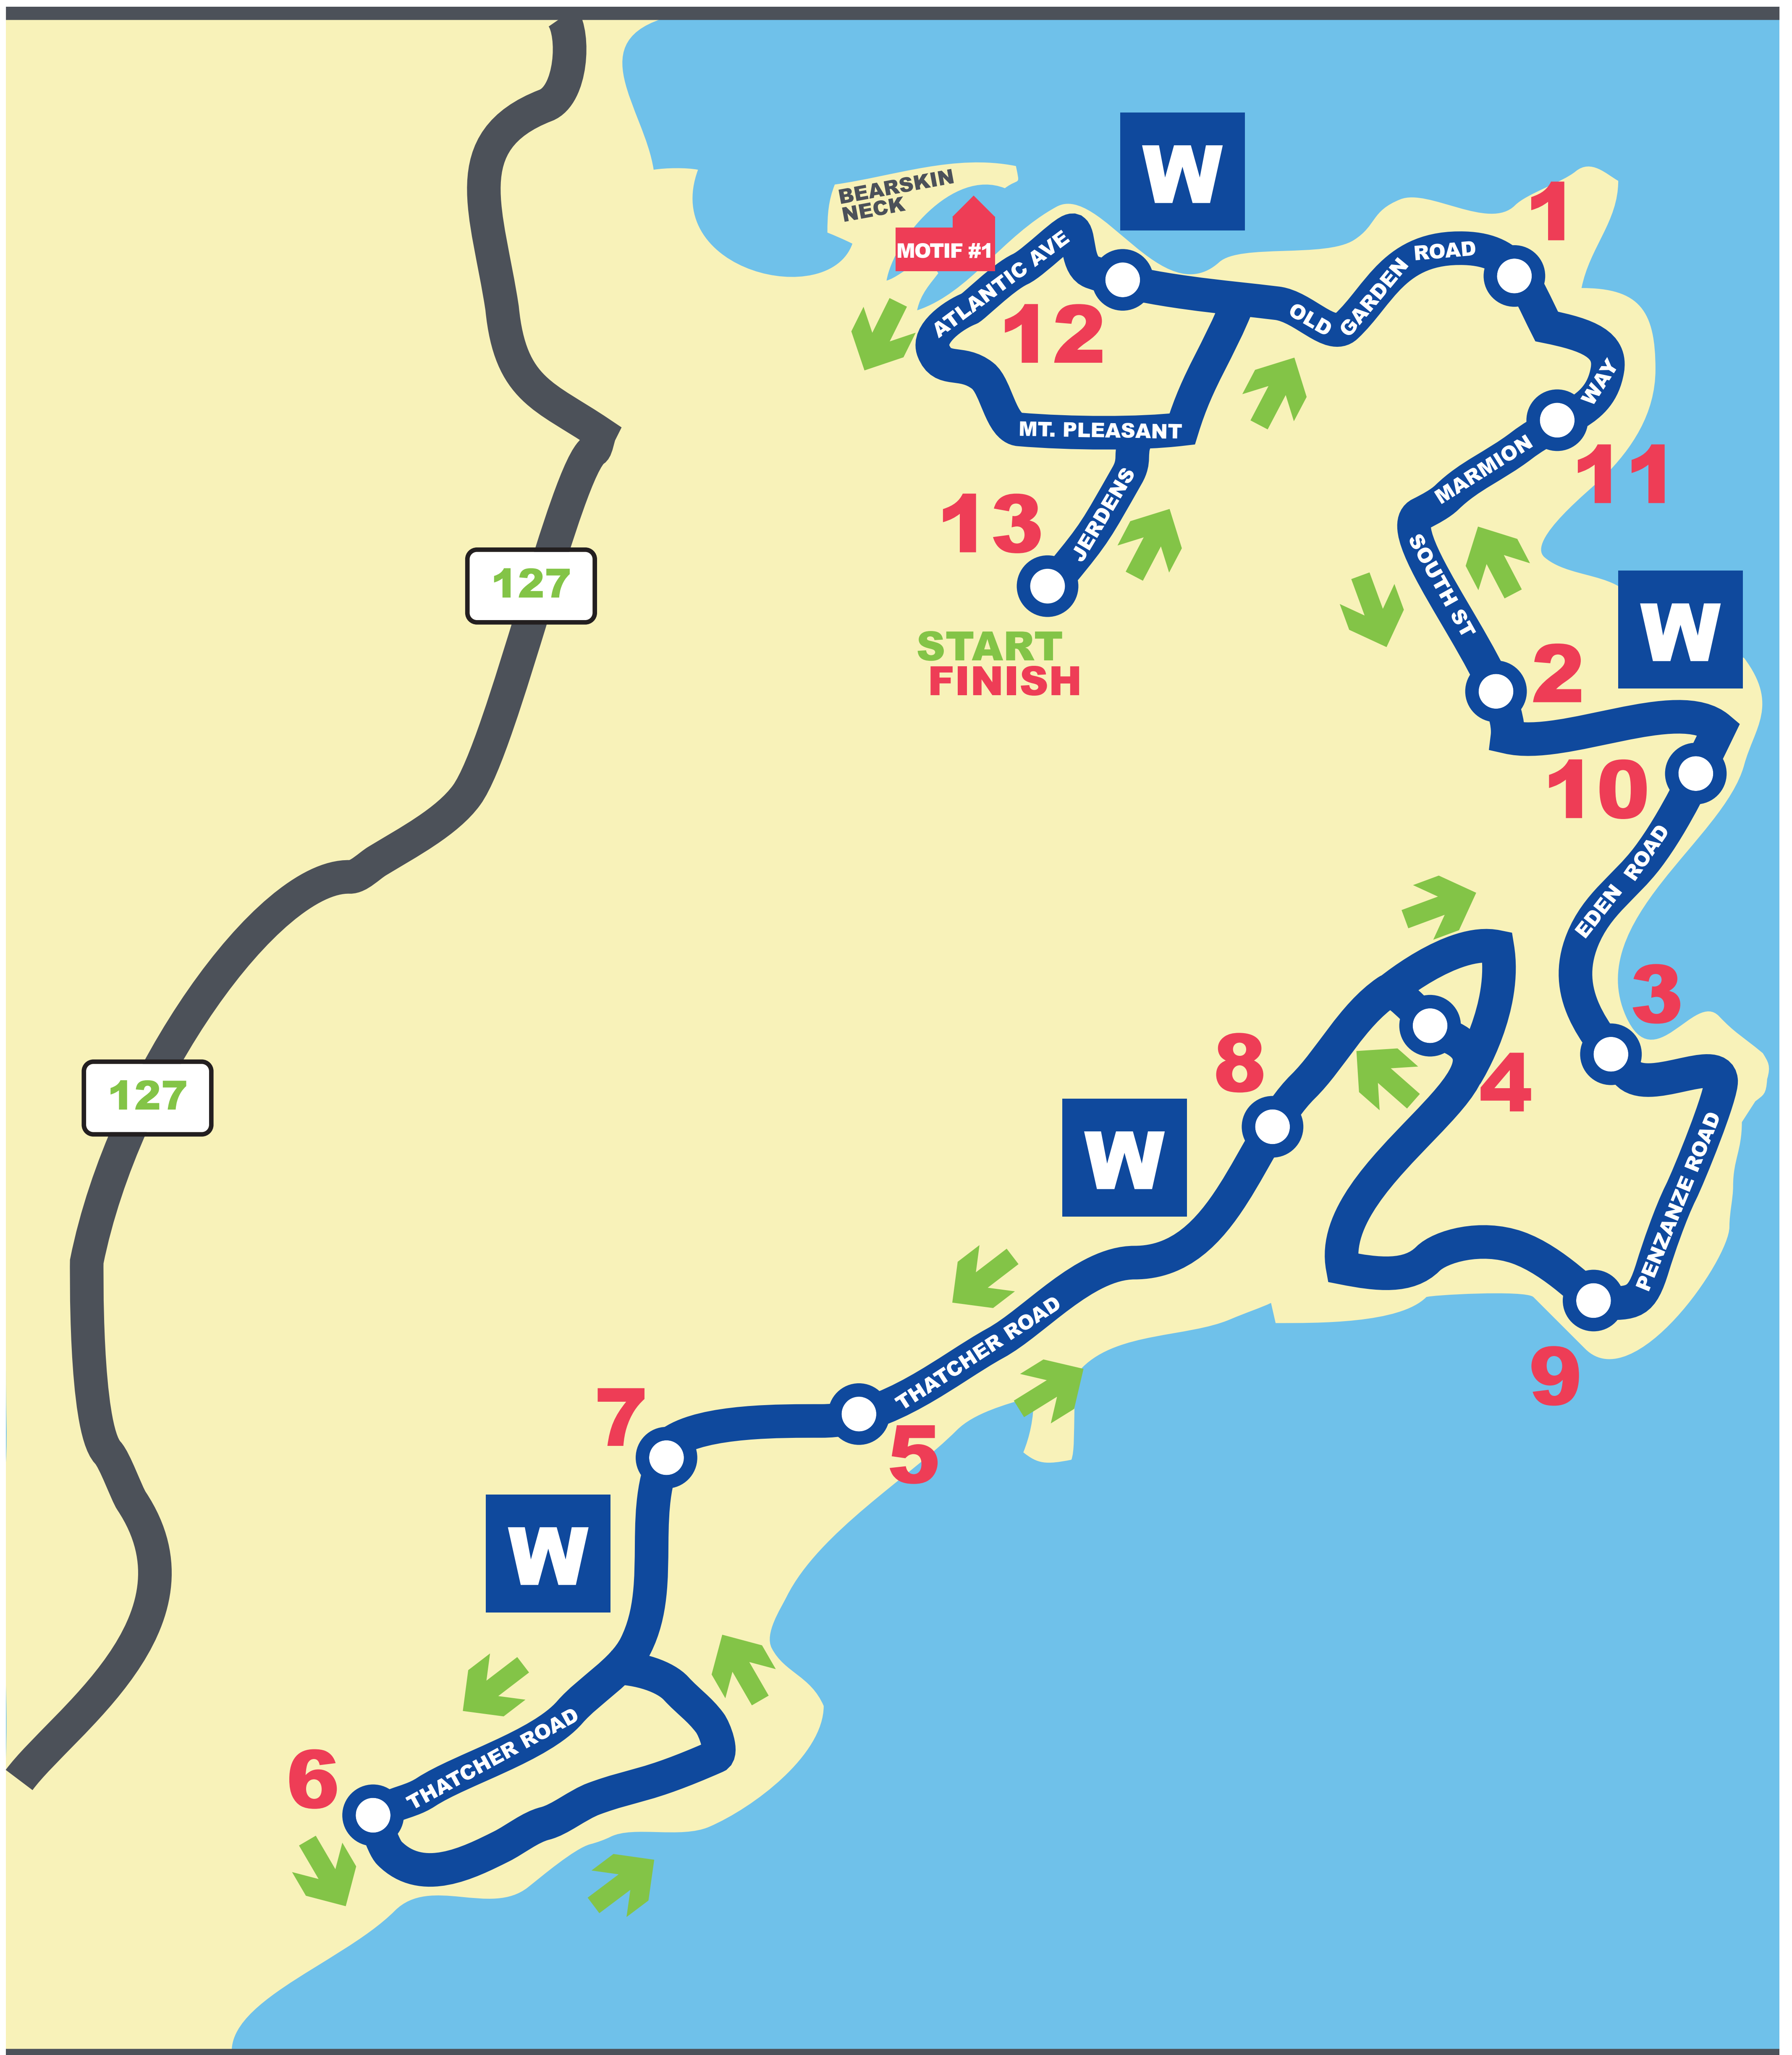 W
1
BEARSKIN
NECK
MOTIF #1
ATLANTIC AVE
OLD GARDEN ROAD
12
WAY
MT. PLEASANT
MARMION
11
13
JERDENS
SOUTH ST
127
START
FINISH
W
2
10
EDEN ROAD
3
8
4
127
W
PENZANZE ROAD
THATCHER ROAD
9
7
5
W
THATCHER ROAD
6